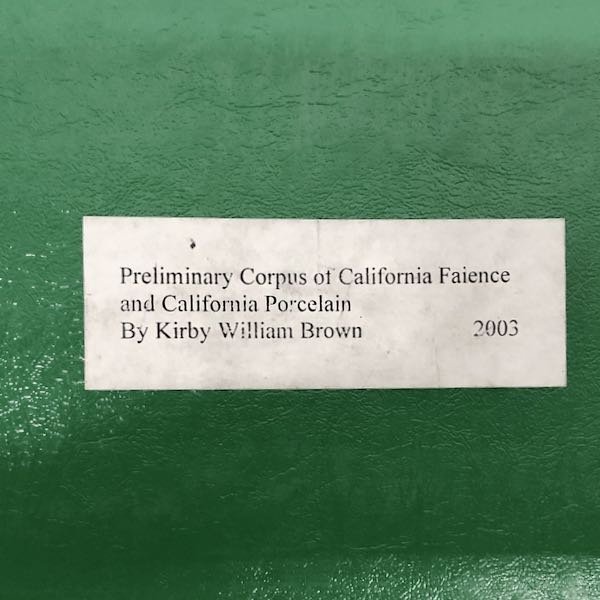 Preliminary Corpus of California Faience
and California Porcelain
By Kirby William Brown 2003